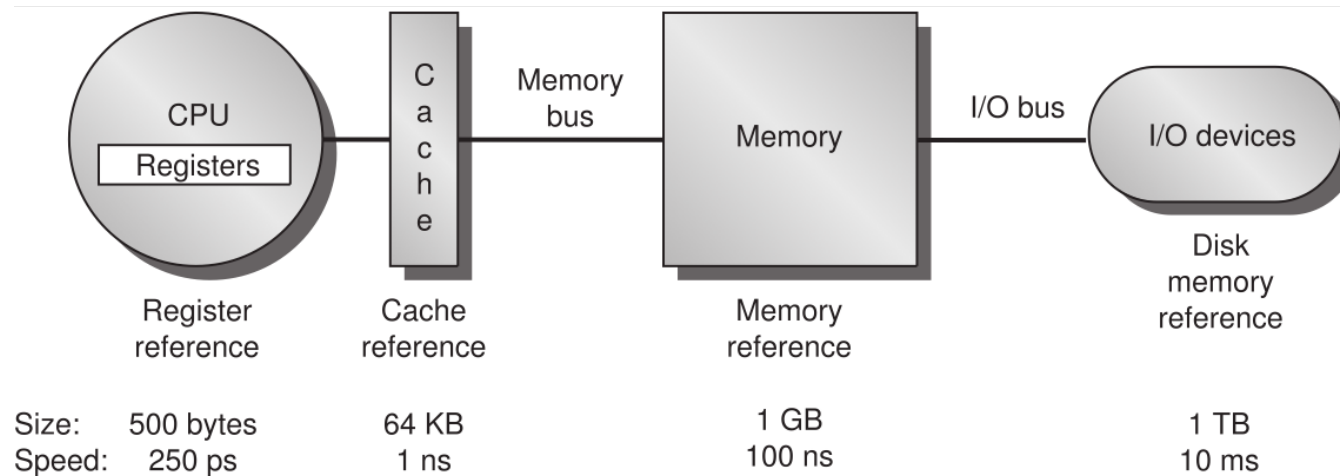 CPU
Registers
Cache
Memory
bus
Memory
I/O bus
I/O devices
Register
reference
Cache
reference
Memory
reference
Disk
memory
reference
Size: 500 bytes 64 KB 1 GB 1 TB
Speed: 250 ps 1 ns 100 ns 10 ms